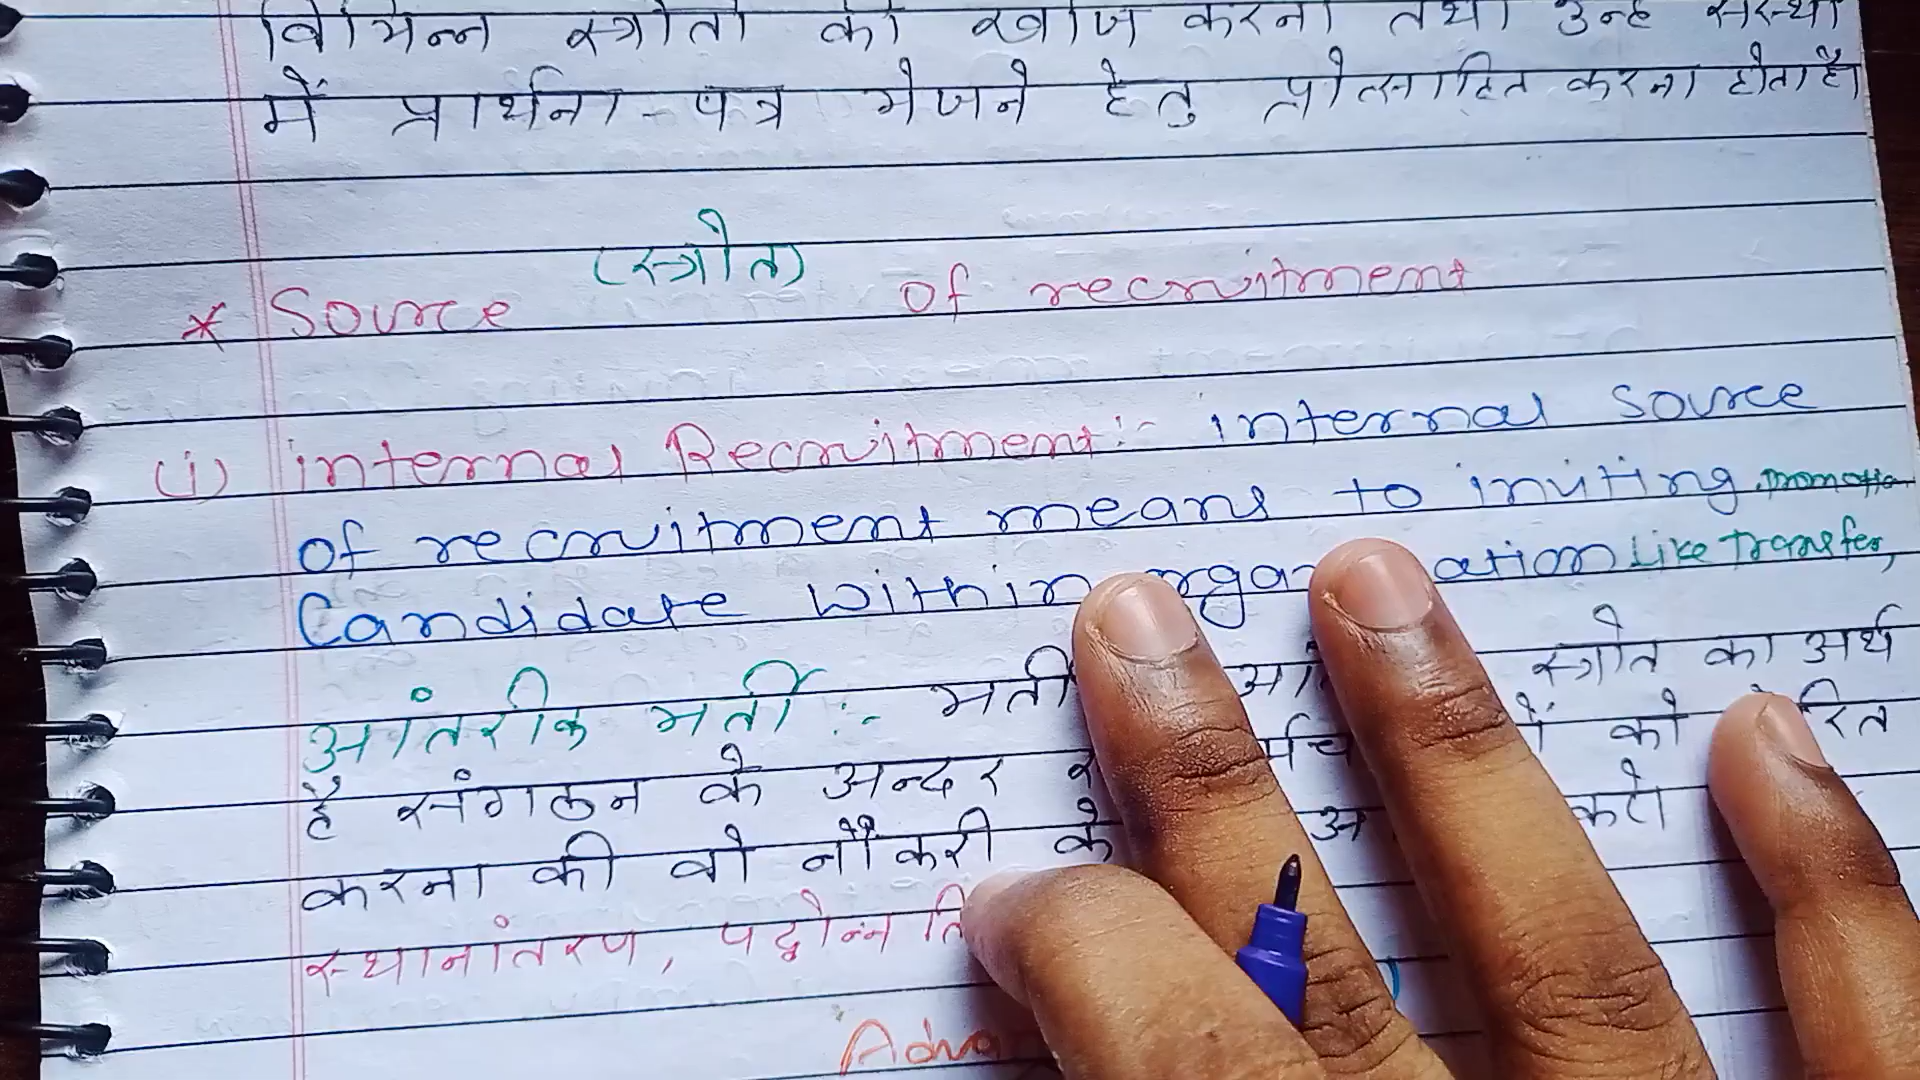 विभिन्न स्त्रोतो की खोज करना तथा उन्हे संस्था
में प्रार्थना-पत्र भेजने हेतु प्रोत्साहित करना होता है।
(स्त्रोत)
* Source of recruitment
(i) internal Recruitment:- internal source
of recruitment means to inviting promotion
Candidate within Like transfer,
आंतरीक भर्ती :- भर्ती स्त्रोत का अर्थ
है संगठन के अन्दर को
करना की वो नौकरी के
स्थानांतरण, पद्दोन्नति